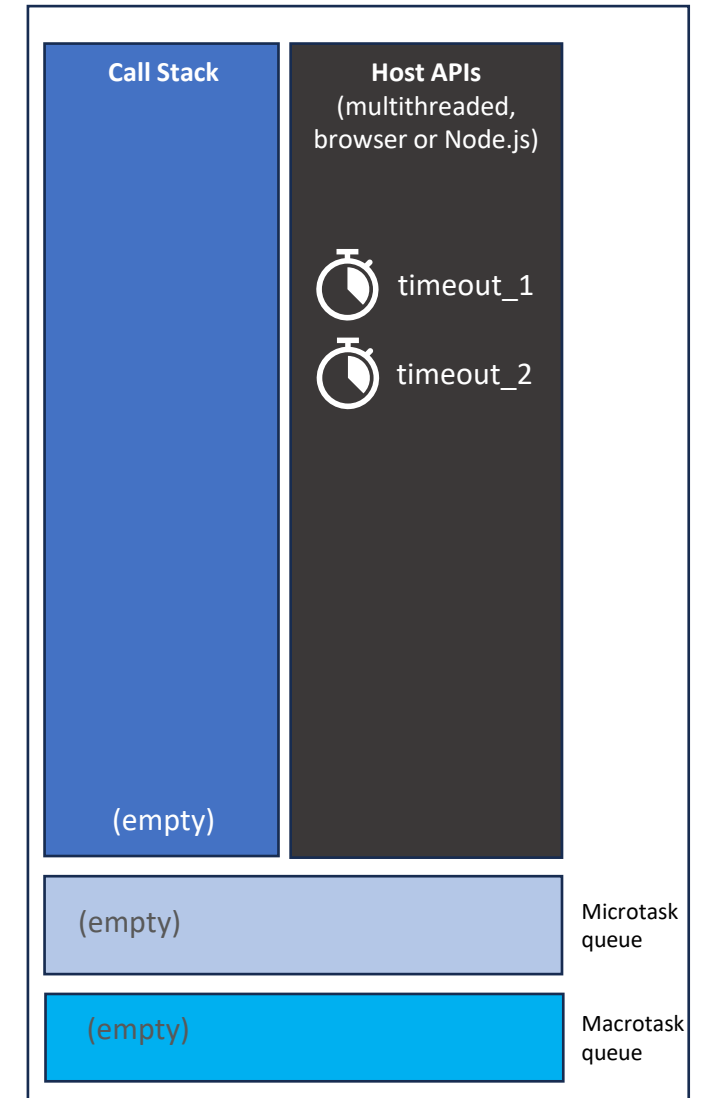 Call Stack
Host APIs
(multithreaded,
browser or Node.js)
timeout_1
timeout_2
(empty)
(empty)
Microtask
queue
(empty)
Macrotask
queue